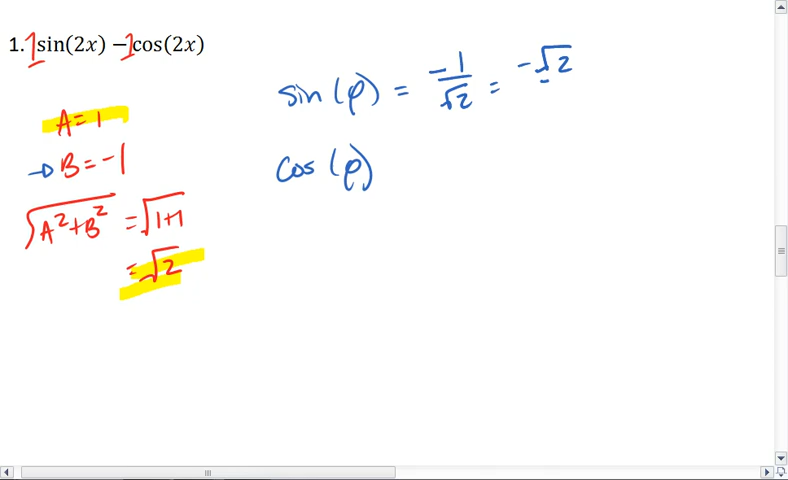 1. 1sin(2x) − 1cos(2x)
A = 1
B = -1
√A² + B² = √1+1
= √2
sin(φ) = -1/√2 = -√2
cos(φ)